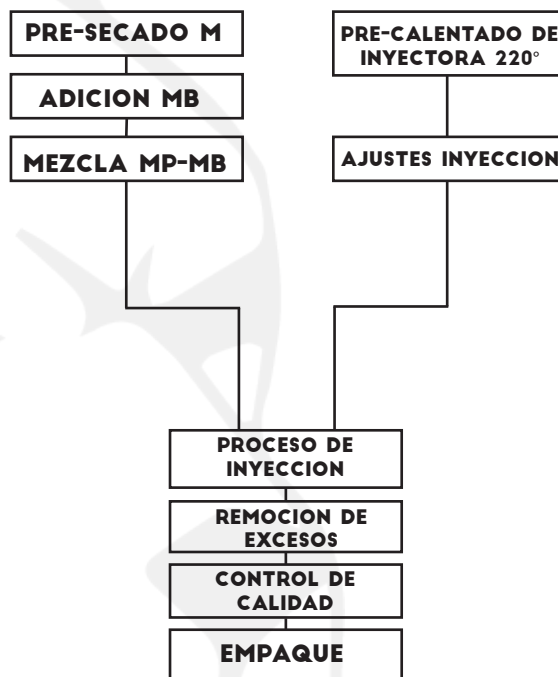 PRE-SECADO M
ADICION MB
MEZCLA MP-MB
PRE-CALENTADO DE
INYECTORA 220°
AJUSTES INYECCION
PROCESO DE
INYECCION
REMOCION DE
EXCESOS
CONTROL DE
CALIDAD
EMPAQUE